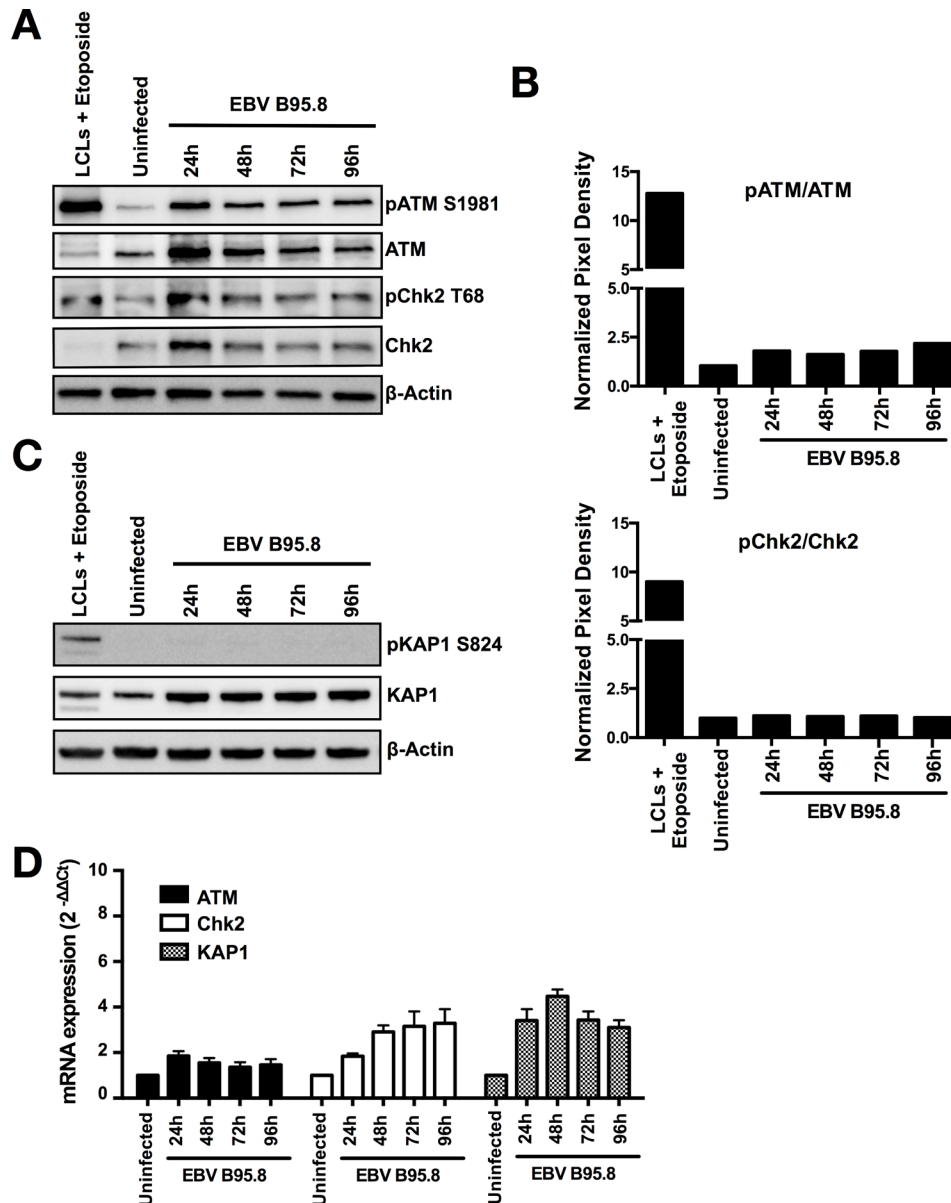 A
LCLs + Etoposide
Uninfected
EBV B95.8
24h
48h
72h
96h
pATM S1981
ATM
pChk2 T68
Chk2
β-Actin
B
Normalized Pixel Density
15
10
5
5.0
2.5
0.0
pATM/ATM
LCLs +
Etoposide
Uninfected
24h
48h
72h
96h
EBV B95.8
15
10
5
5.0
2.5
0.0
Normalized Pixel Density
pChk2/Chk2
LCLs +
Etoposide
Uninfected
24h
48h
72h
96h
EBV B95.8
C
LCLs + Etoposide
Uninfected
EBV B95.8
24h
48h
72h
96h
pKAP1 S824
KAP1
β-Actin
D
mRNA expression (2 -ΔΔCt)
10
8
6
4
2
0
ATM
Chk2
KAP1
Uninfected
24h
48h
72h
96h
EBV B95.8
Uninfected
24h
48h
72h
96h
EBV B95.8
Uninfected
24h
48h
72h
96h
EBV B95.8